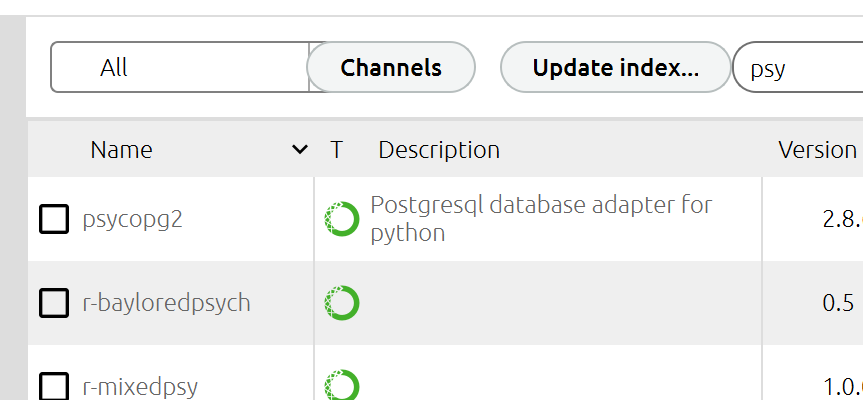 All
Channels
Update index...
psy
Name
T
Description
Version
psycopg2
Postgresql database adapter for
python
2.8.
r-bayloredpsych
0.5
r-mixedpsy
1.0.